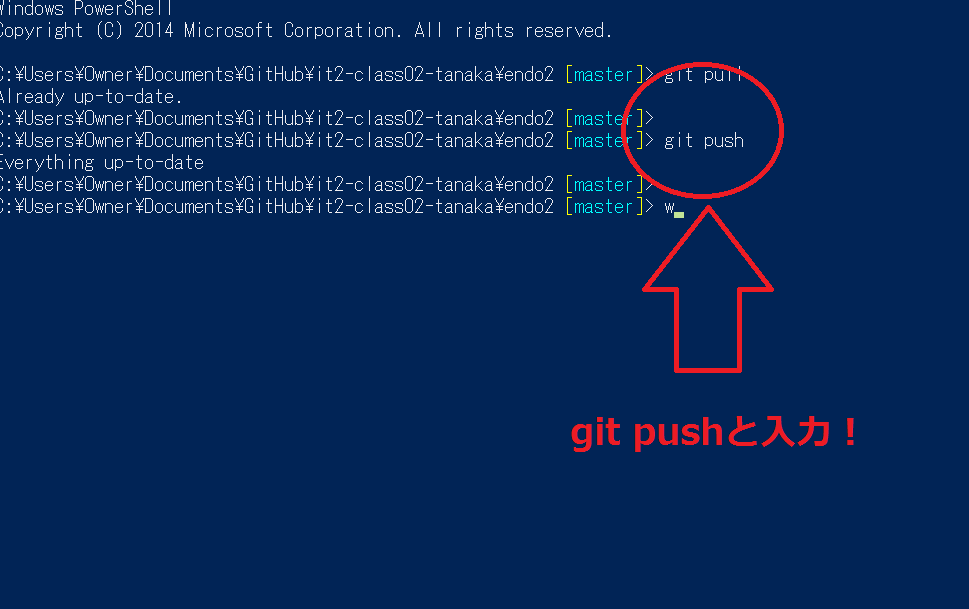 Windows PowerShell
Copyright (C) 2014 Microsoft Corporation. All rights reserved.
C:¥Users¥Owner¥Documents¥GitHub¥it2-class02-tanaka¥endo2 [master]> git pull
Already up-to-date.
C:¥Users¥Owner¥Documents¥GitHub¥it2-class02-tanaka¥endo2 [master]>
C:¥Users¥Owner¥Documents¥GitHub¥it2-class02-tanaka¥endo2 [master]> git push
Everything up-to-date
C:¥Users¥Owner¥Documents¥GitHub¥it2-class02-tanaka¥endo2 [master]>
C:¥Users¥Owner¥Documents¥GitHub¥it2-class02-tanaka¥endo2 [master]> w
git pushと入力！